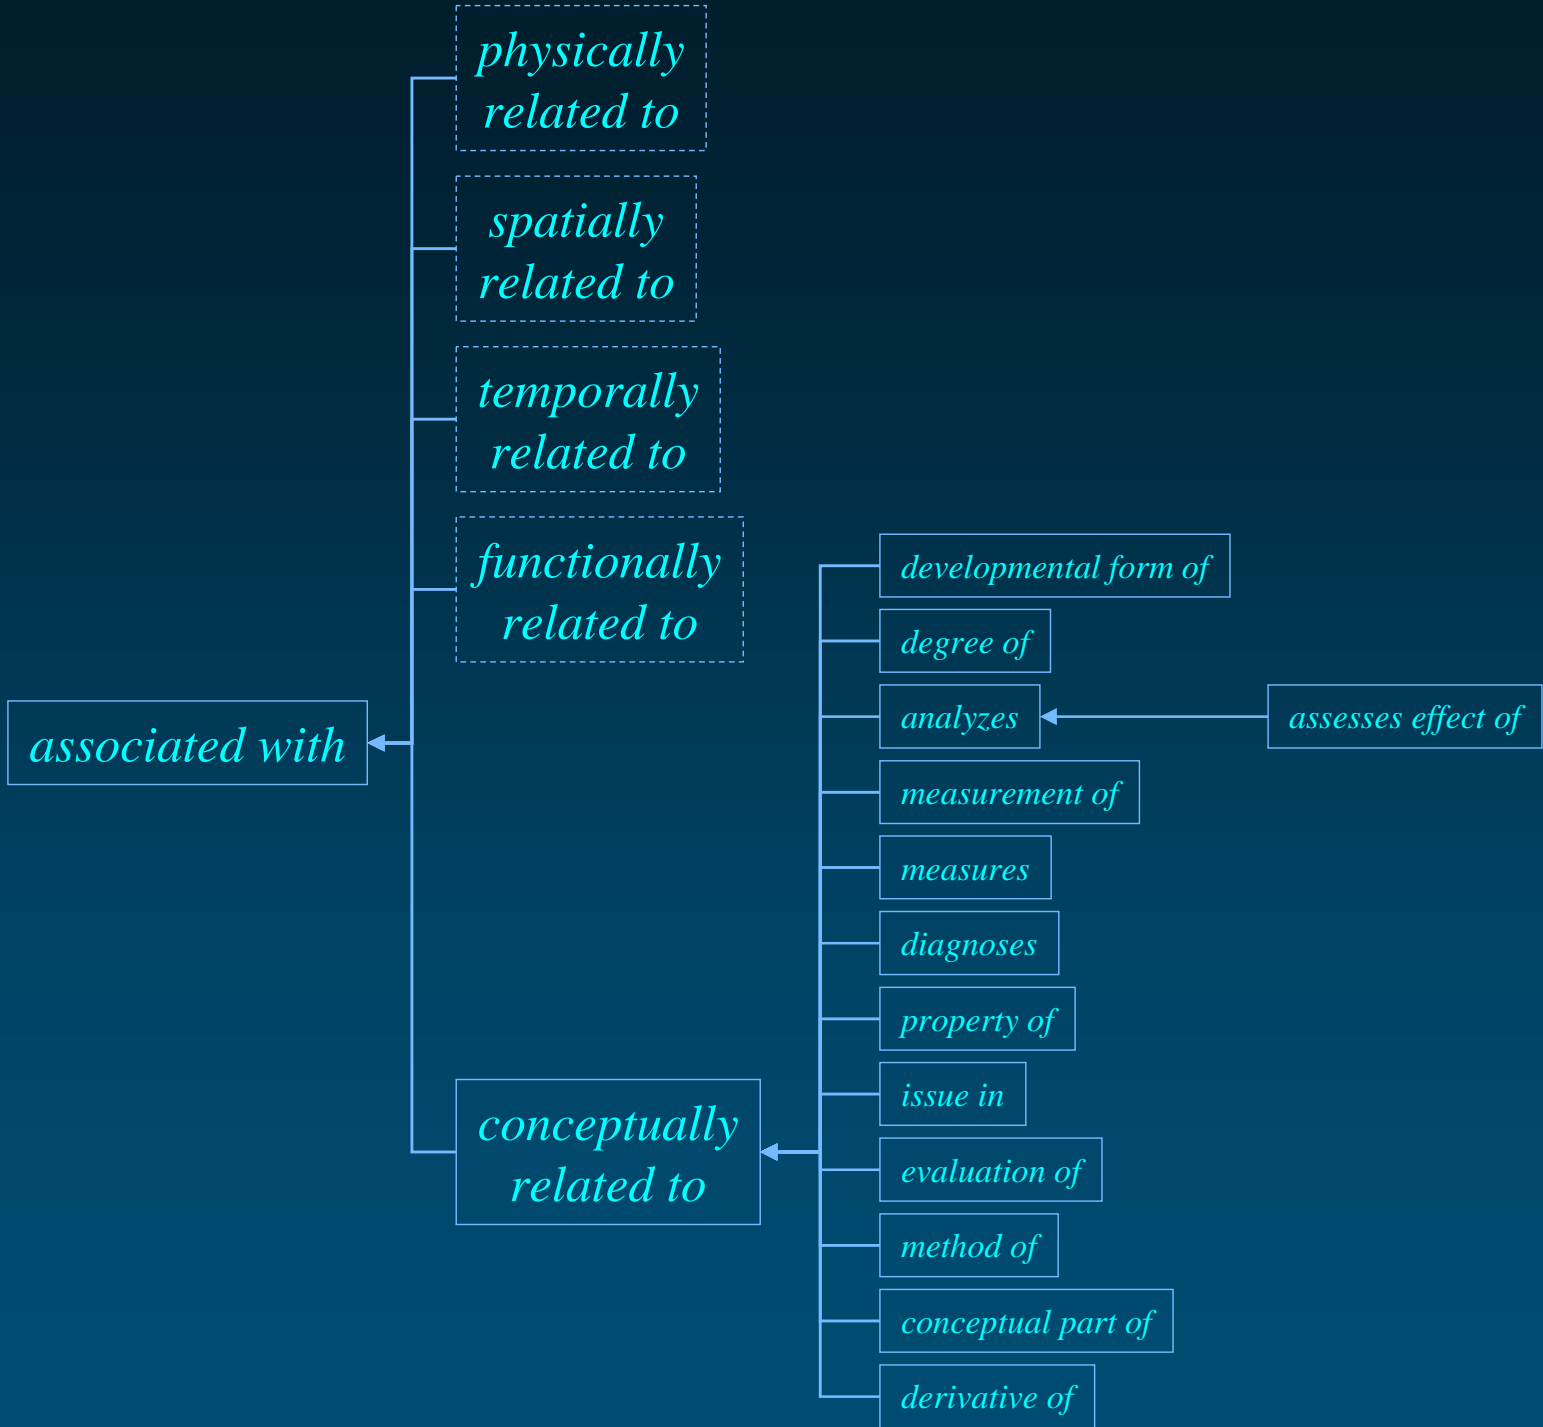 physically
related to
spatially
related to
temporally
related to
functionally
related to
associated with
conceptually
related to
developmental form of
degree of
analyzes
assesses effect of
measurement of
measures
diagnoses
property of
issue in
evaluation of
method of
conceptual part of
derivative of